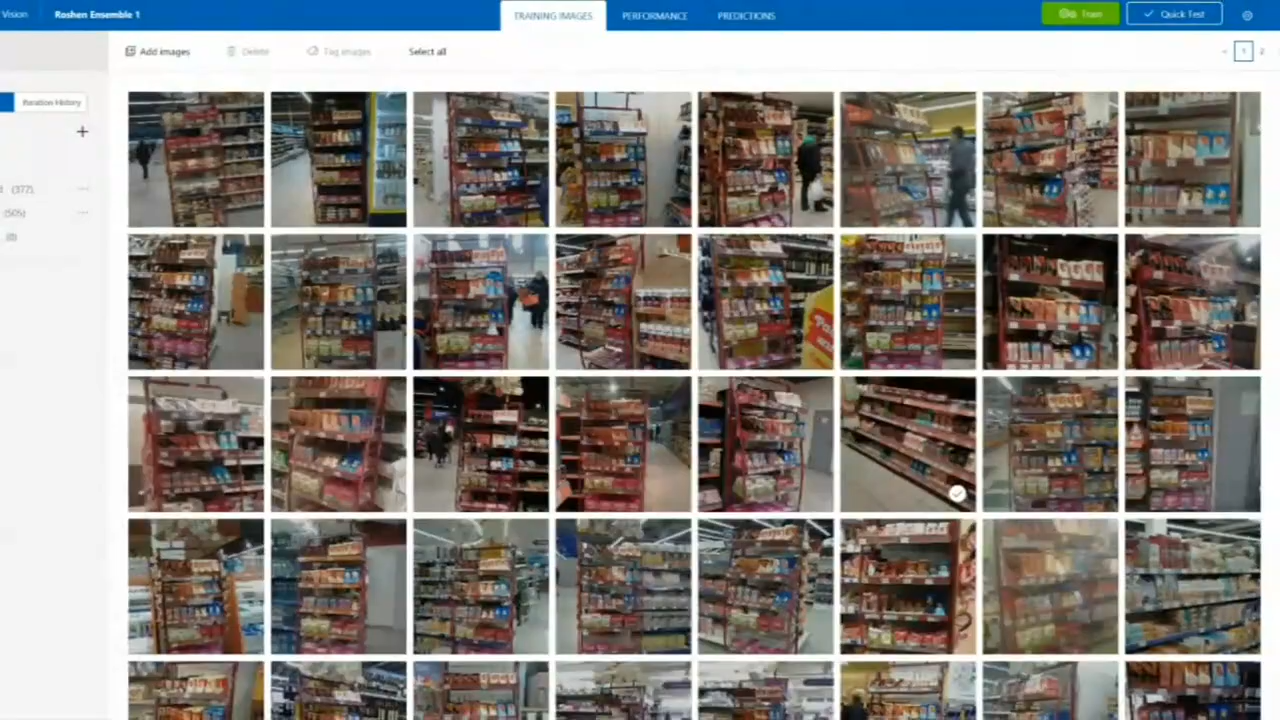 Vision Roshen Ensemble 1 TRAINING IMAGES PERFORMANCE PREDICTIONS Train Quick Test
Add images Delete Tag images Select all 1 2
Iteration History
(377)
(505)
(0)